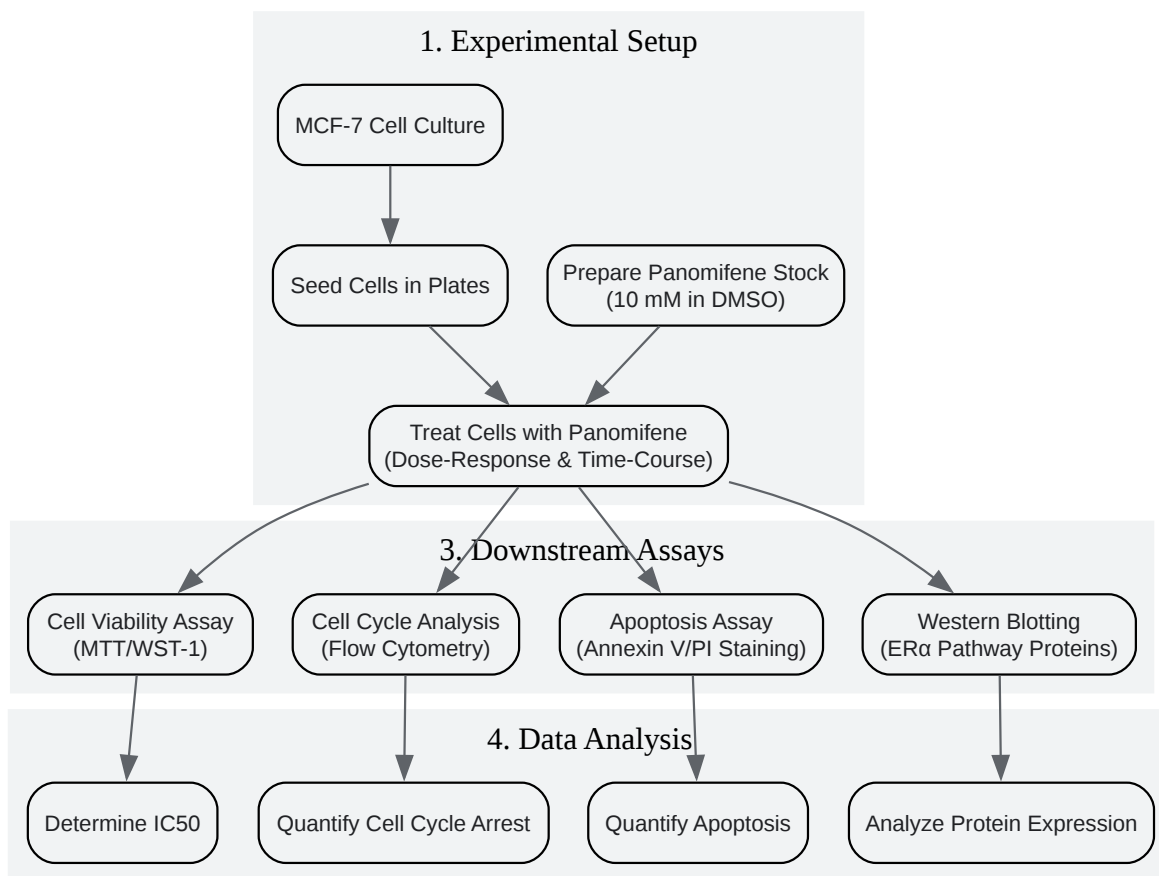 1. Experimental Setup
MCF-7 Cell Culture
Seed Cells in Plates
Prepare Panomifene Stock
(10 mM in DMSO)
Treat Cells with Panomifene
(Dose-Response & Time-Course)
3. Downstream Assays
Cell Viability Assay
(MTT/WST-1)
Cell Cycle Analysis
(Flow Cytometry)
Apoptosis Assay
(Annexin V/PI Staining)
Western Blotting
(ERα Pathway Proteins)
4. Data Analysis
Determine IC50
Quantify Cell Cycle Arrest
Quantify Apoptosis
Analyze Protein Expression